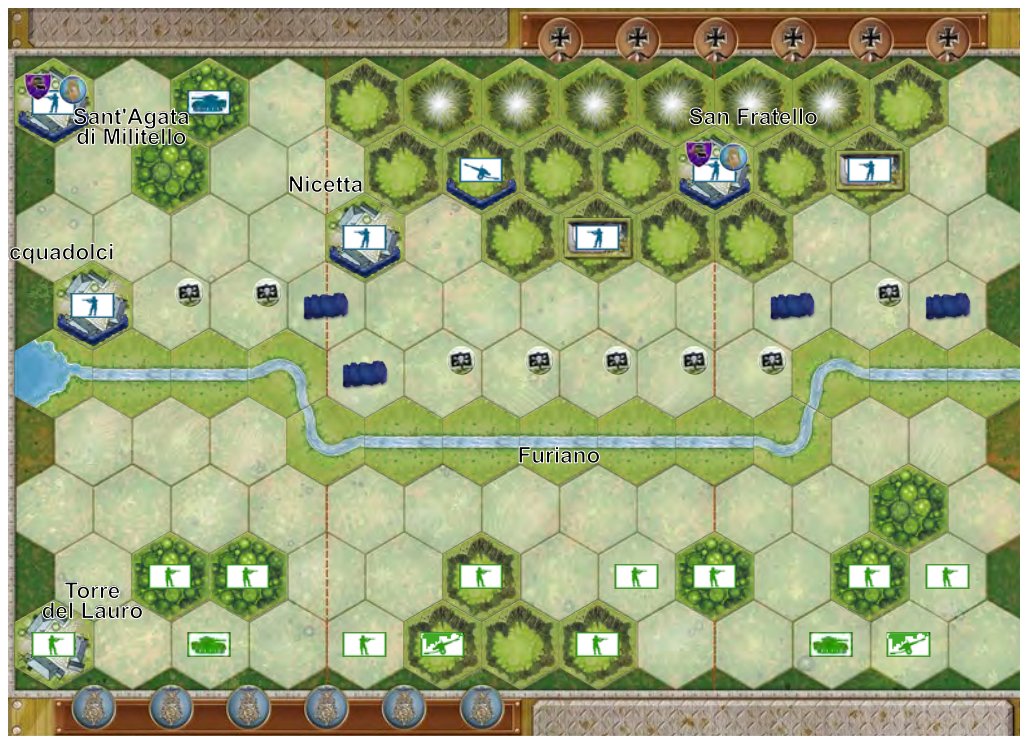 Sant'Agata
di Militello
San Fratello
Nicetta
cquadolci
Furiano
Torre
del Lauro